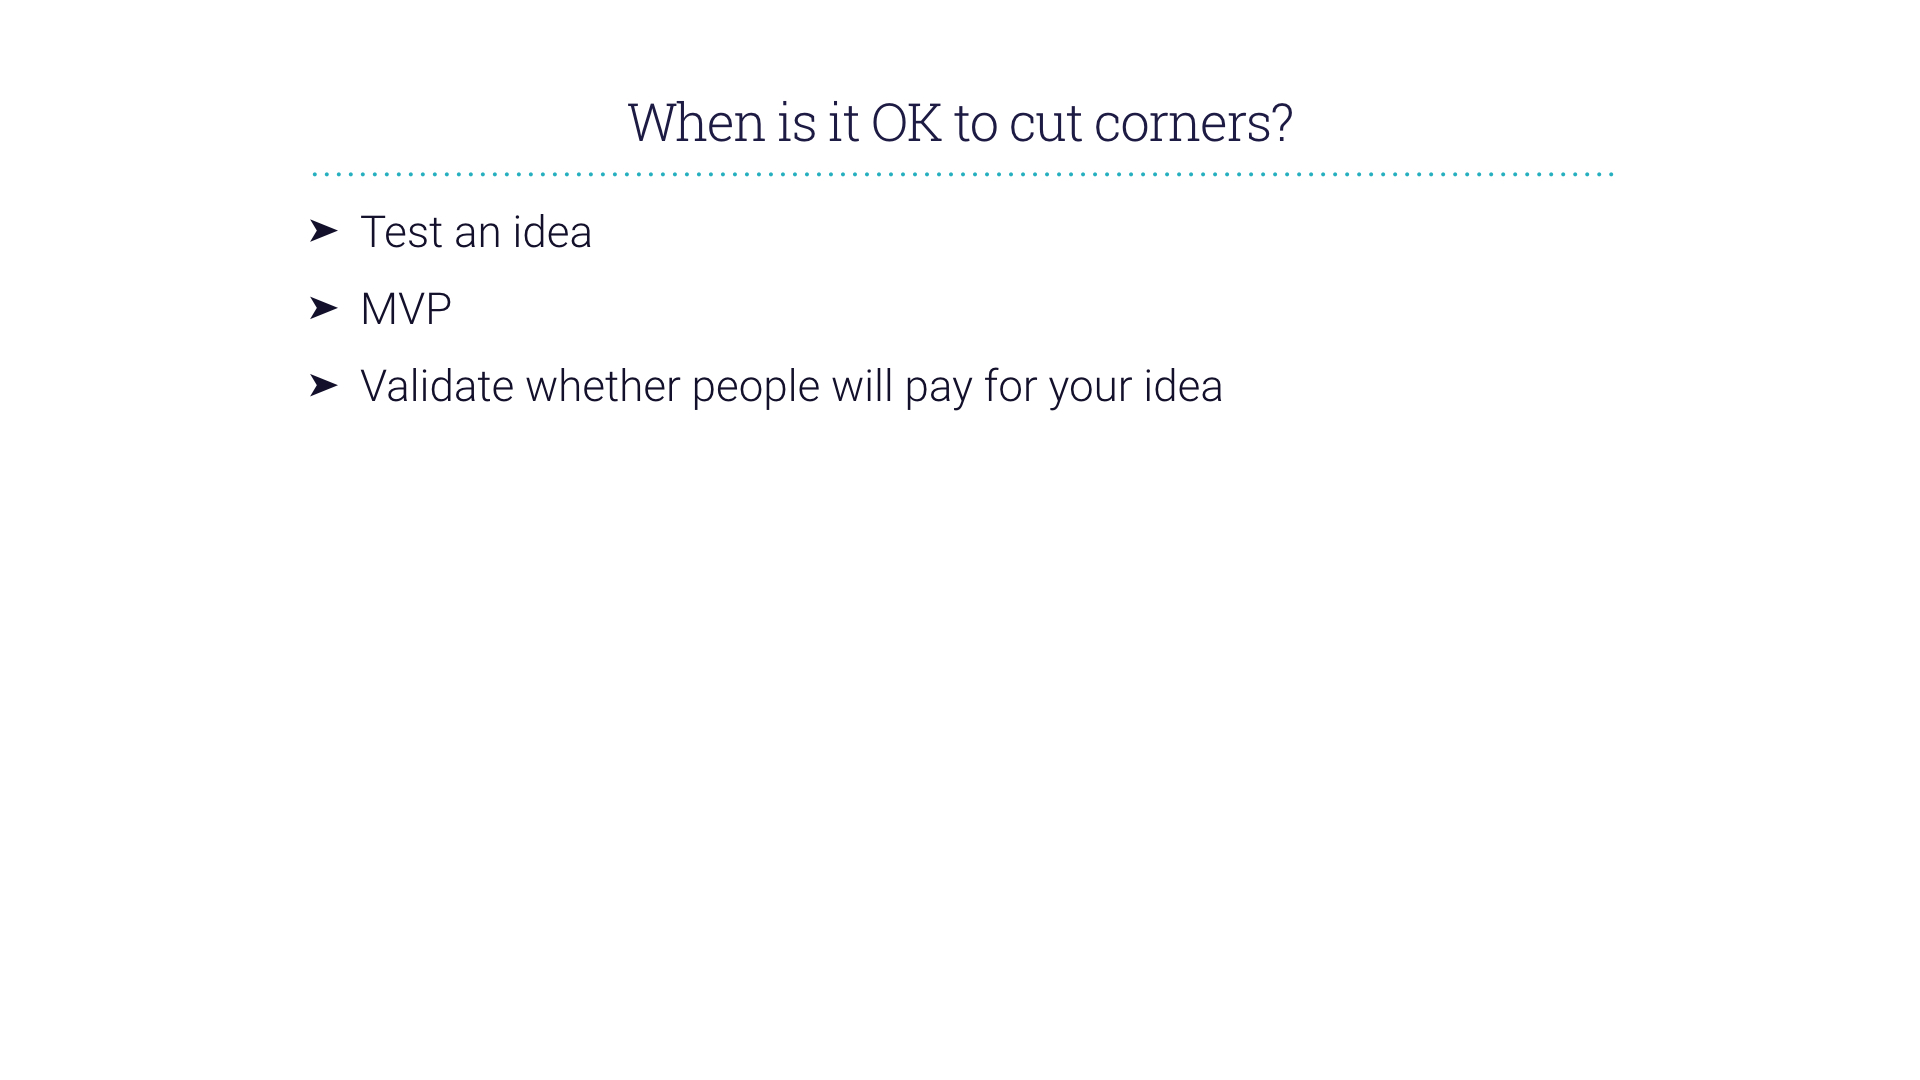 When is it OK to cut corners?
➤ Test an idea
➤ MVP
➤ Validate whether people will pay for your idea